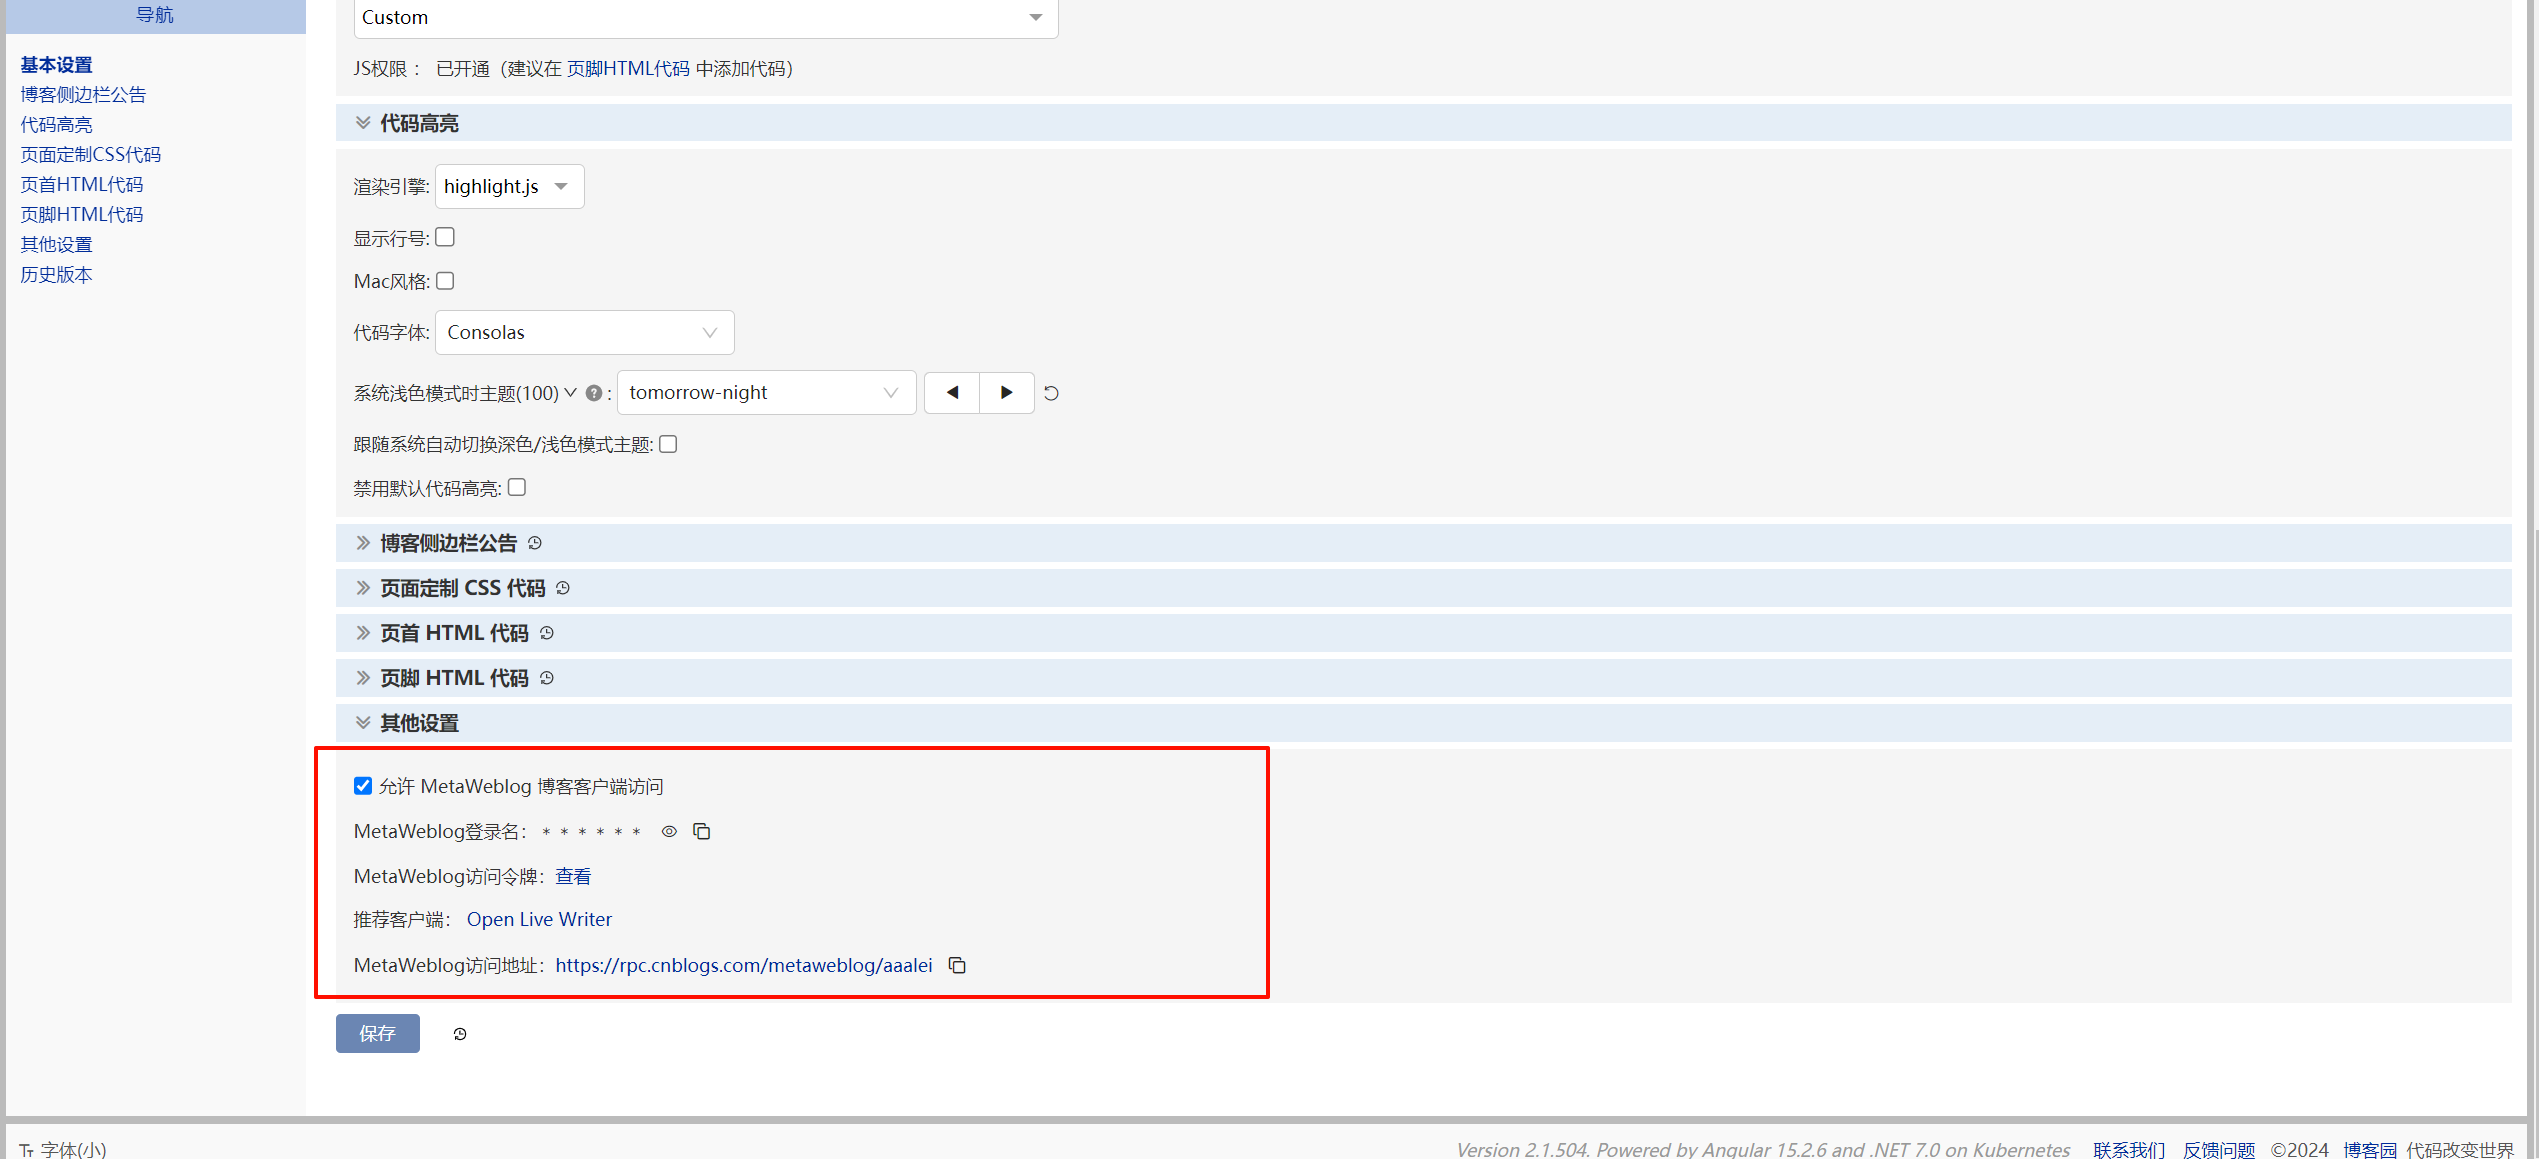 导航
基本设置
博客侧边栏公告
代码高亮
页面定制CSS代码
页首HTML代码
页脚HTML代码
其他设置
历史版本
Custom
JS权限： 已开通（建议在 页脚HTML代码 中添加代码）
代码高亮
渲染引擎: highlight.js
显示行号:
Mac风格:
代码字体: Consolas
系统浅色模式时主题(100) ? : tomorrow-night
跟随系统自动切换深色/浅色模式主题:
禁用默认代码高亮:
博客侧边栏公告
页面定制 CSS 代码
页首 HTML 代码
页脚 HTML 代码
其他设置
允许 MetaWeblog 博客客户端访问
MetaWeblog登录名： * * * * * *
MetaWeblog访问令牌：查看
推荐客户端： Open Live Writer
MetaWeblog访问地址：https://rpc.cnblogs.com/metaweblog/aaalei
保存
字体(小) Version 2.1.504. Powered by Angular 15.2.6 and .NET 7.0 on Kubernetes 联系我们 反馈问题 ©2024 博客园 代码改变世界